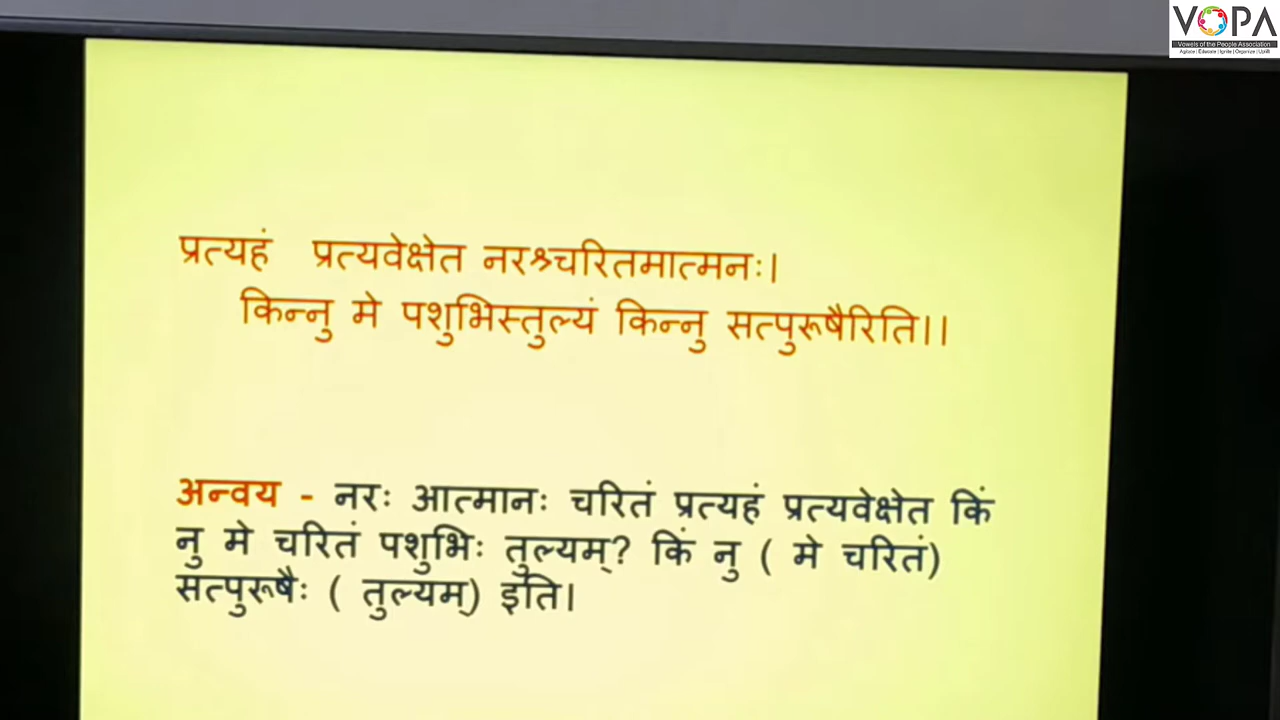 VOPA
Vowels of the People Association
प्रत्यहं प्रत्यवेक्षेत नरश्र्चरितमात्मनः।
किन्नु मे पशुभिस्तुल्यं किन्नु सत्पुरूषैरिति।।
अन्वय - नरः आत्मानः चरितं प्रत्यहं प्रत्यवेक्षेत किं
नु मे चरितं पशुभिः तुल्यम्? किं नु ( मे चरितं)
सत्पुरूषैः ( तुल्यम्) इति।